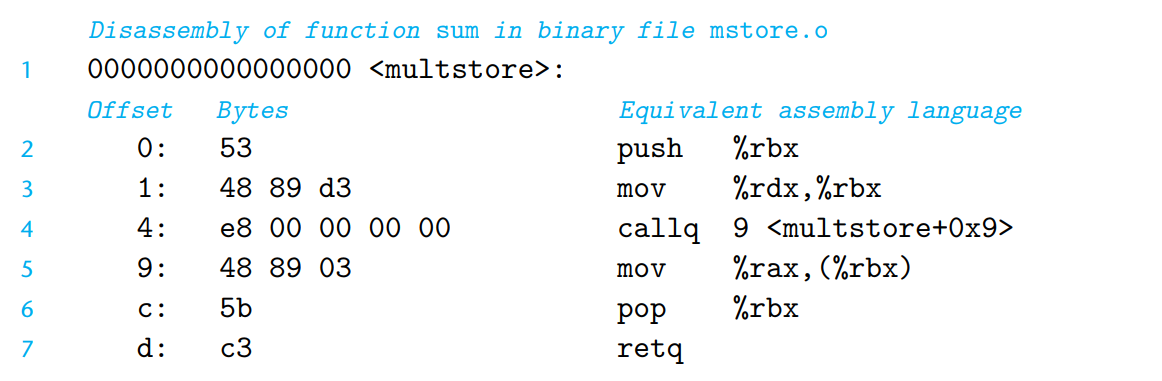 Disassembly of function sum in binary file mstore.o
1 0000000000000000 <multstore>:
Offset Bytes Equivalent assembly language
2 0: 53 push %rbx
3 1: 48 89 d3 mov %rdx,%rbx
4 4: e8 00 00 00 00 callq 9 <multstore+0x9>
5 9: 48 89 03 mov %rax,(%rbx)
6 c: 5b pop %rbx
7 d: c3 retq